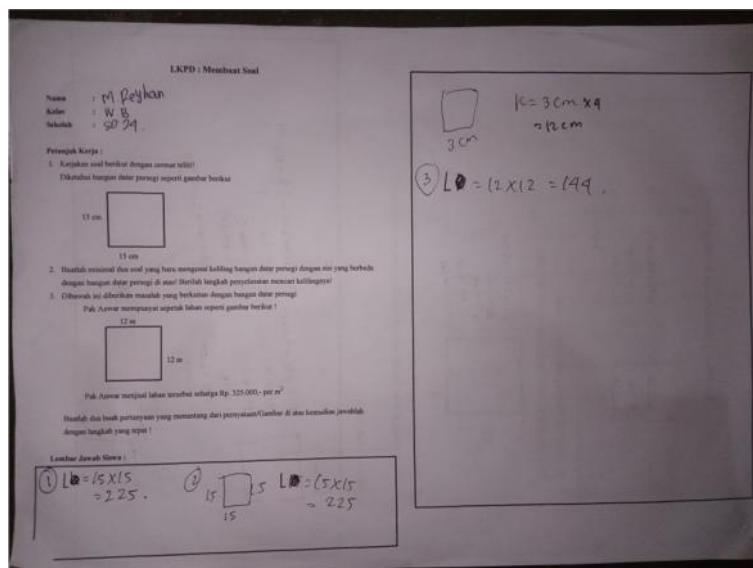 LKPD : Membuat Soal
Nama : M Reyhan
Kelas : IV B
Sekolah : SD 24.
Petunjuk Kerja :
1. Kerjakan soal berikut dengan cermat teliti!
Diketahui bangun datar persegi seperti gambar berikut
15 cm
15 cm
2. Buatlah minimal dua soal yang baru mengenai keliling bangun datar persegi dengan sisi yang berbeda
dengan bangun datar persegi di atas! Berilah langkah penyelesaian mencari kelilingnya!
3. Dibawah ini diberikan masalah yang berkaitan dengan bangun datar persegi
Pak Anwar mempunyai sepetak lahan seperti gambar berikut !
12 m
12 m
Pak Anwar menjual lahan tersebut seharga Rp. 325.000,- per m²
Buatlah dua buah pertanyaan yang menantang dari pernyataan/Gambar di atas kemudian jawablah
dengan langkah yang tepat !
Lembar Jawab Siswa :
1 L = 15 x 15
= 225 .
2 15 15 15 L = 15 x 15
= 225
3 cm
K = 3 cm x 4
= 12 cm
3 L = 12 x 12 = 144 .